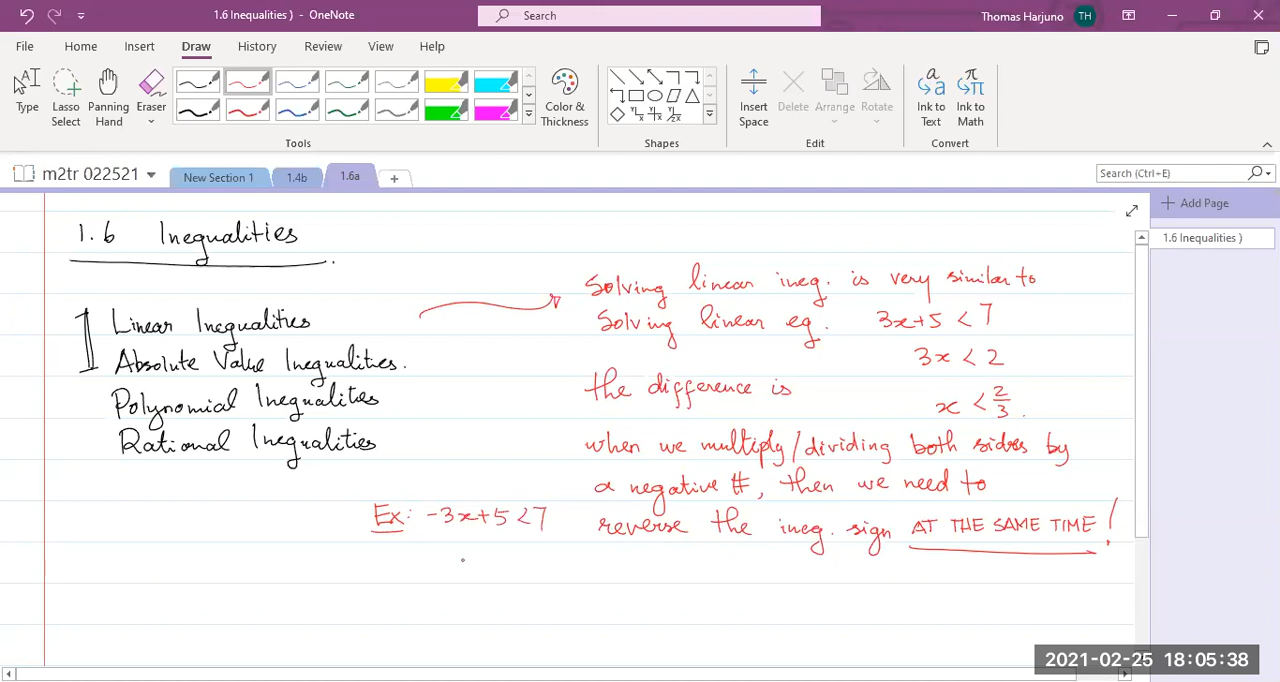 1.6 Inequalities ) - OneNote
Search
Thomas Harjuno TH
File Home Insert Draw View History Review View Help
Type
Lasso Select
Panning Hand
Eraser
Color & Thickness
Insert Space
Delete
Arrange
Rotate
Ink to Text
Ink to Math
Tools Shapes Edit Convert
m2tr 022521 New Section 1 1.4b 1.6a + Search (Ctrl+E)
Add Page
1.6 Inequalities )
1.6 Inequalities
Linear Inequalities
Absolute Value Inequalities.
Polynomial Inequalities
Rational Inequalities
Solving linear ineq. is very similar to
Solving linear eq. 3x+5 < 7
3x < 2
the difference is x < 2/3.
when we multiply/dividing both sides by
a negative #, then we need to
reverse the ineq. sign AT THE SAME TIME!
Ex: -3x+5 < 7
2021-02-25 18:05:38